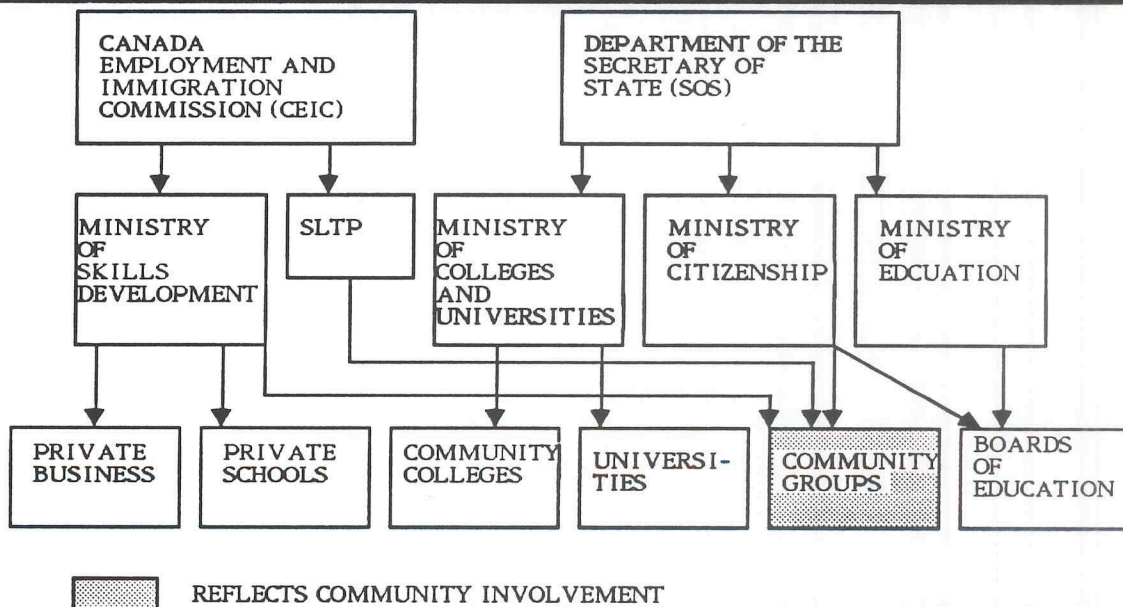 CANADA
EMPLOYMENT AND
IMMIGRATION
COMMISSION (CEIC)
DEPARTMENT OF THE
SECRETARY OF
STATE (SOS)
MINISTRY
OF
SKILLS
DEVELOPMENT
SLTP
MINISTRY
OF
COLLEGES
AND
UNIVERSITIES
MINISTRY
OF
CITIZENSHIP
MINISTRY
OF
EDCUATION
PRIVATE
BUSINESS
PRIVATE
SCHOOLS
COMMUNITY
COLLEGES
UNIVERSI-
TIES
COMMUNITY
GROUPS
BOARDS
OF
EDUCATION
REFLECTS COMMUNITY INVOLVEMENT